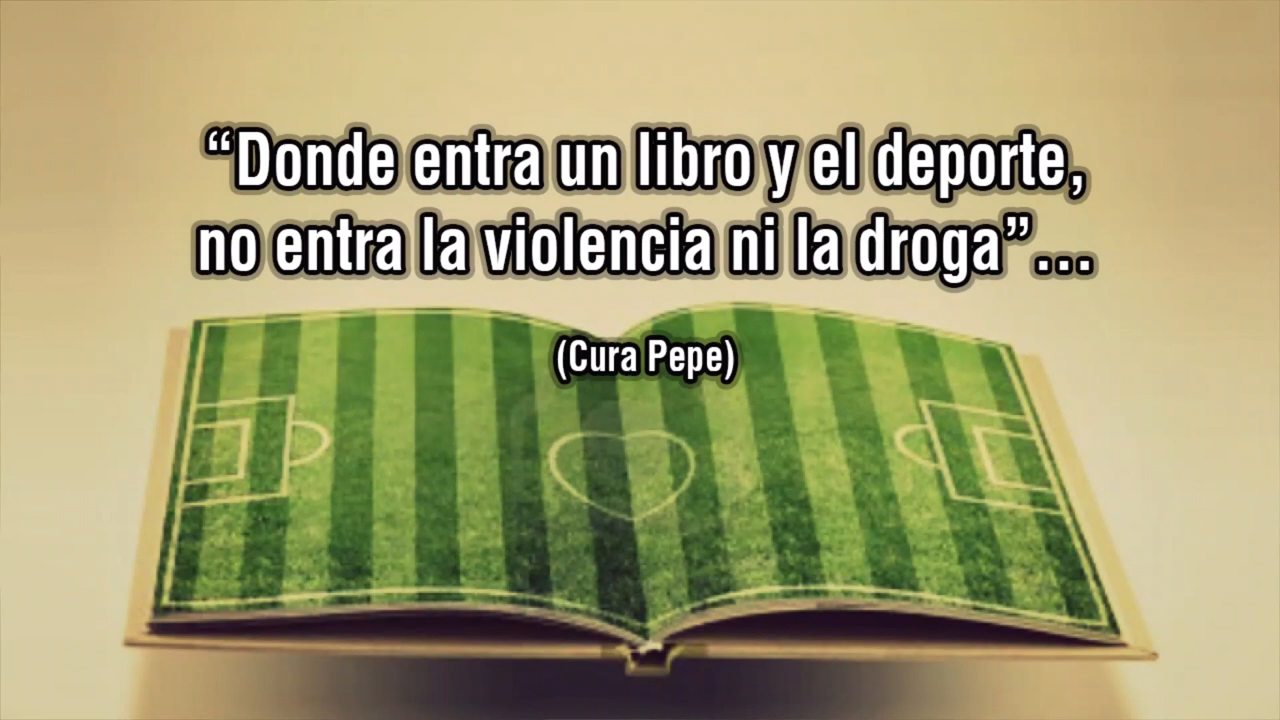 “Donde entra un libro y el deporte,
no entra la violencia ni la droga”...
(Cura Pepe)